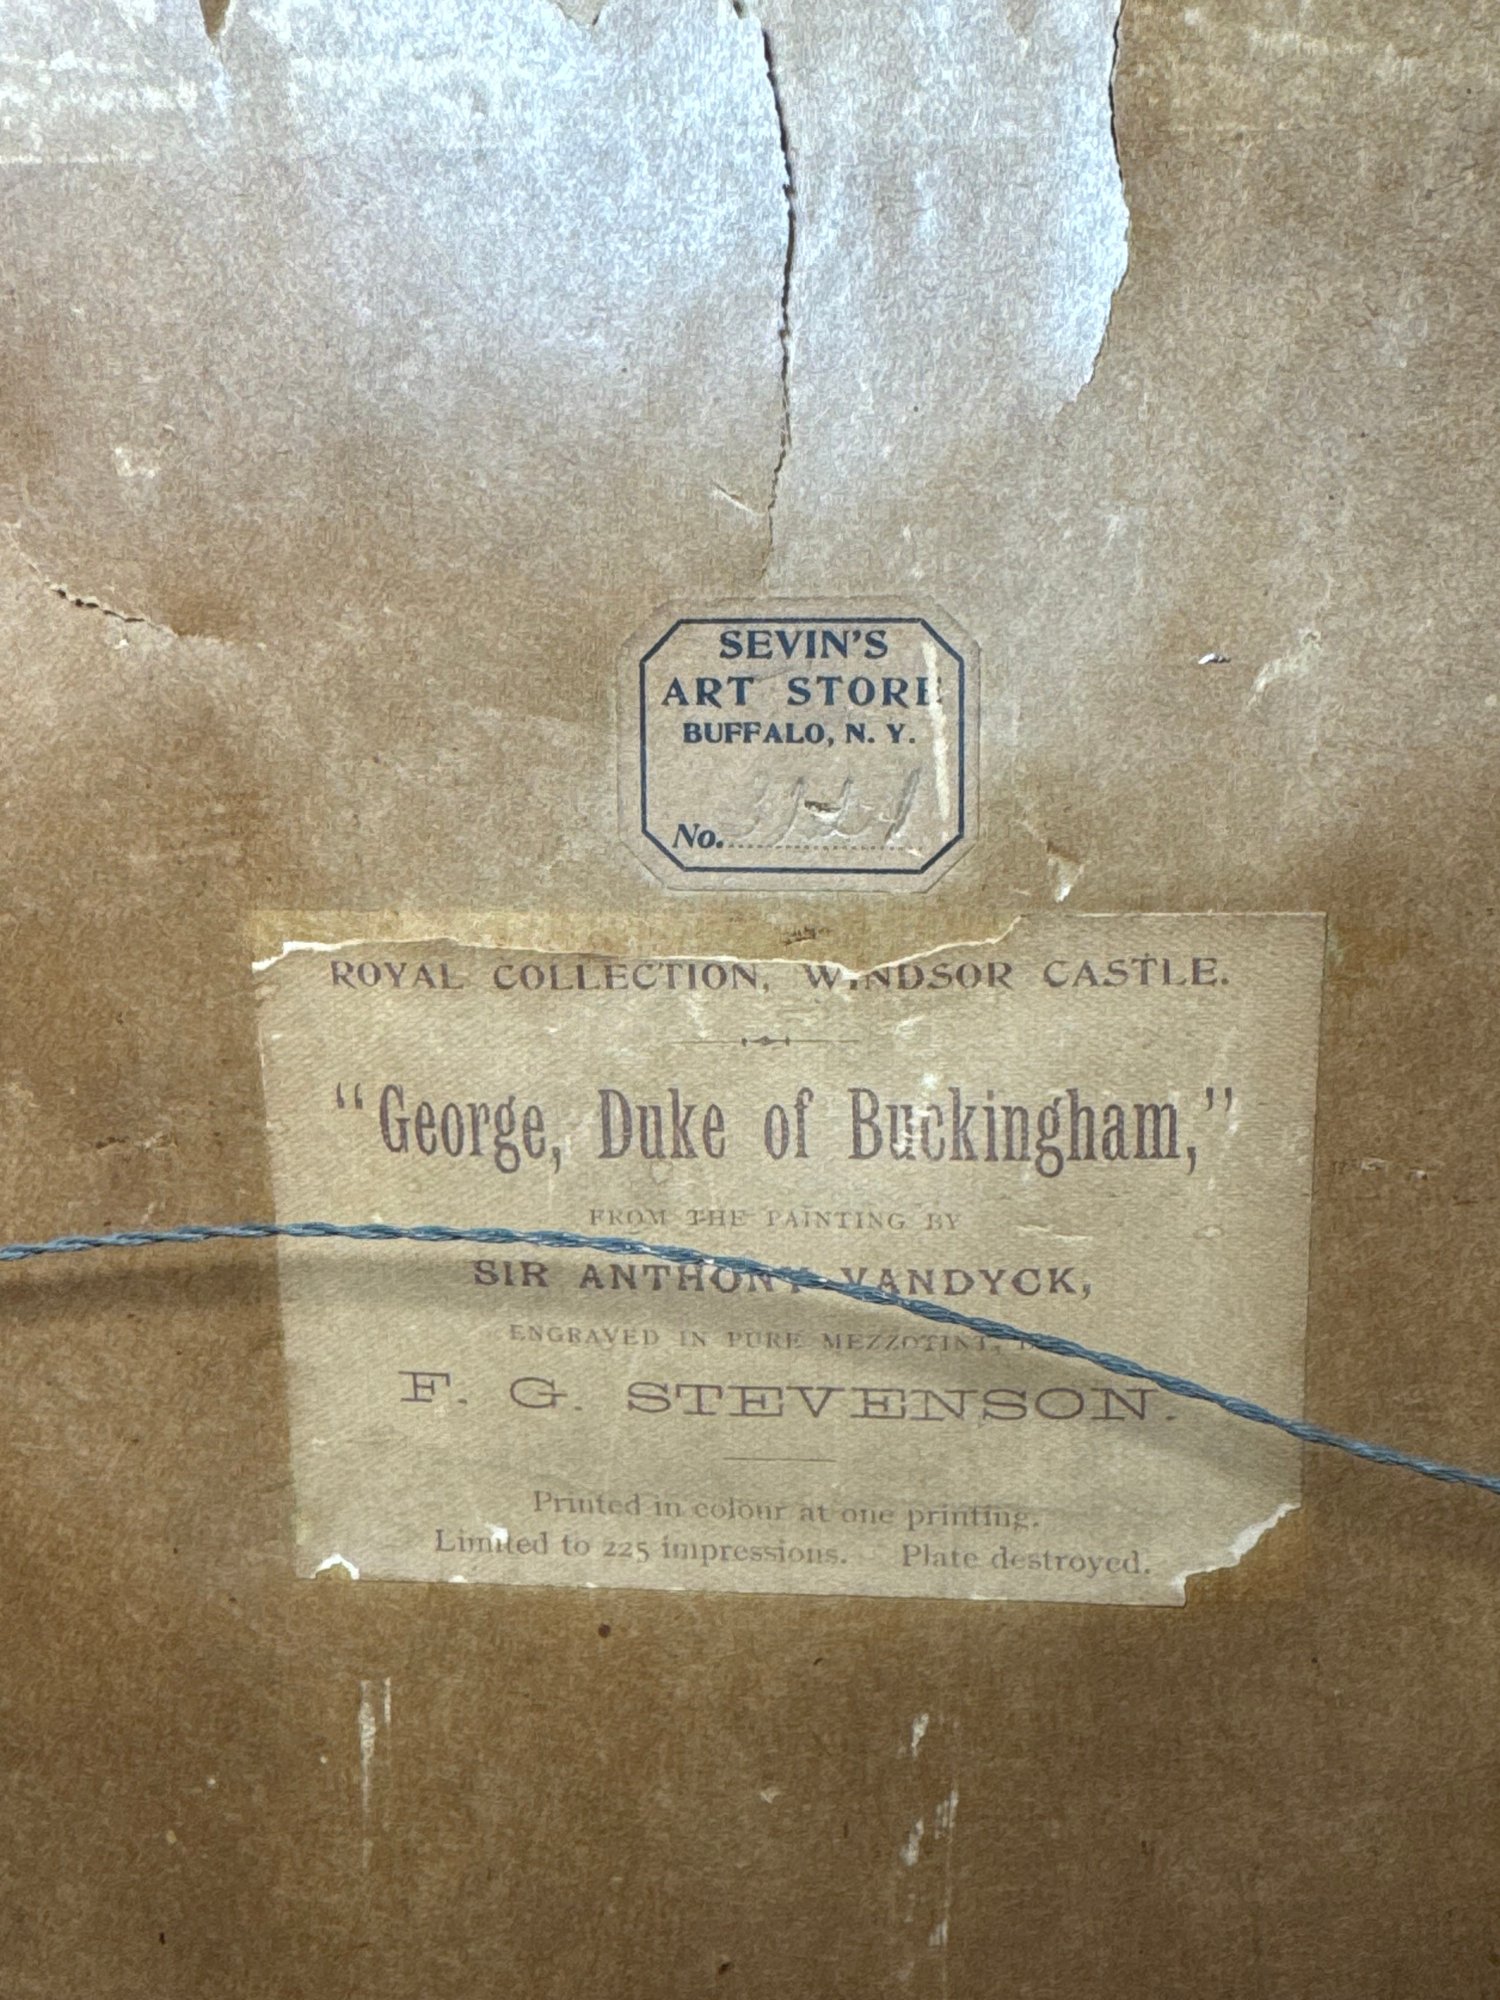 SEVIN'S
ART STORE
BUFFALO, N. Y.
No.
ROYAL COLLECTION, WINDSOR CASTLE.
"George, Duke of Buckingham,"
FROM THE PAINTING BY
SIR ANTHONY VANDYCK,
ENGRAVED IN PURE MEZZOTINT,
F. G. STEVENSON.
Printed in colour at one printing.
Limited to 225 impressions. Plate destroyed.